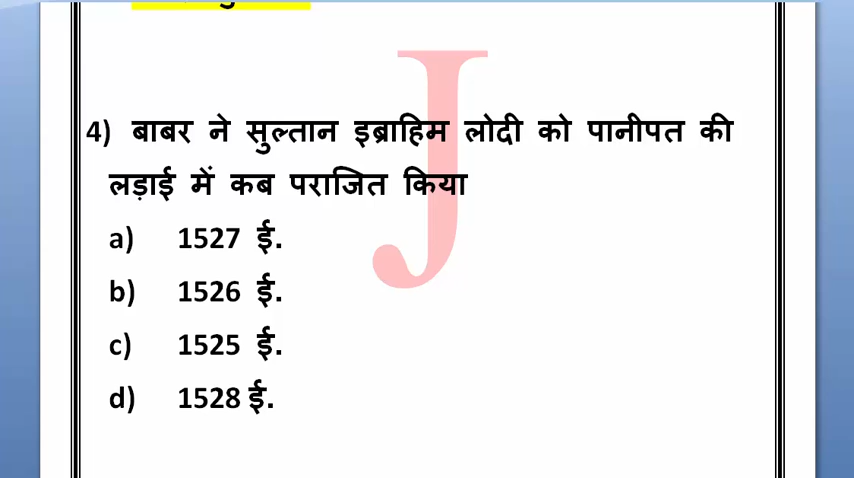 J
4) बाबर ने सुल्तान इब्राहिम लोदी को पानीपत की
लड़ाई में कब पराजित किया
a) 1527 ई.
b) 1526 ई.
c) 1525 ई.
d) 1528 ई.